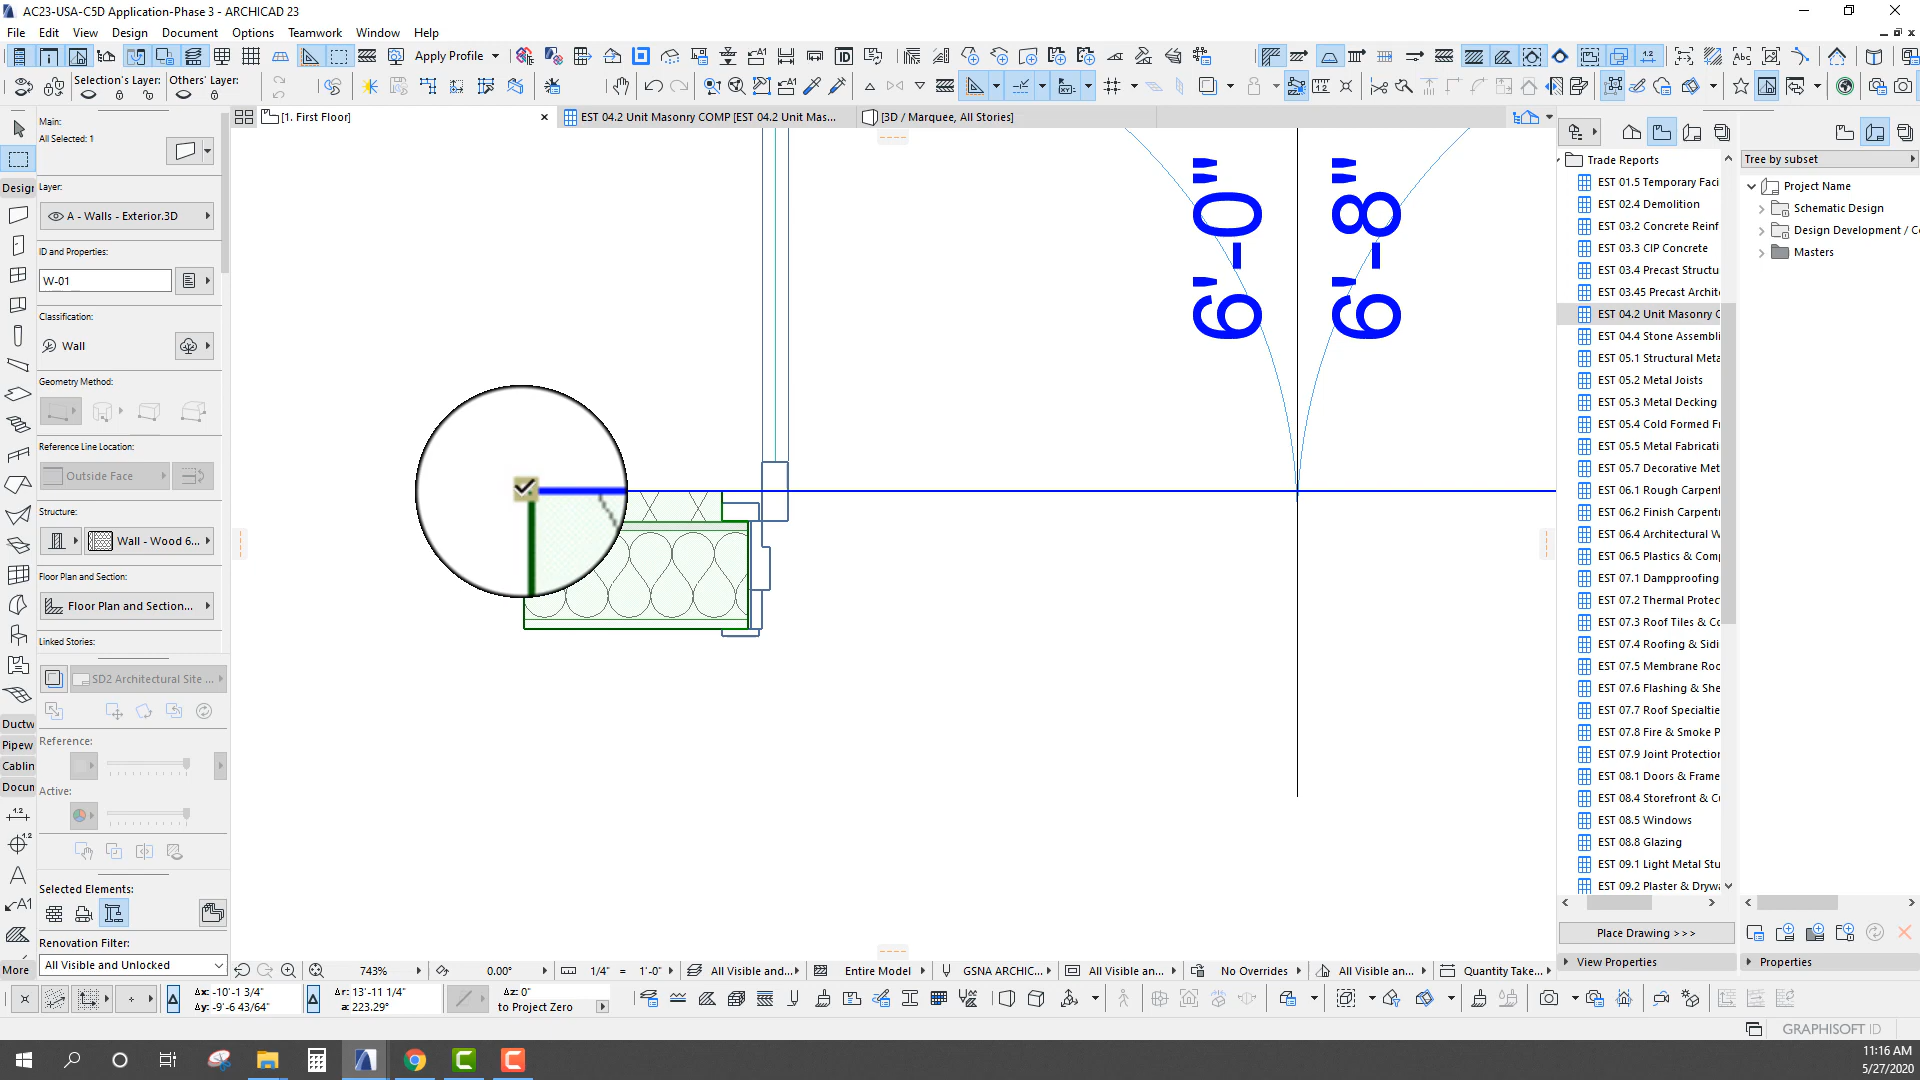 AC23-USA-C5D Application-Phase 3 - ARCHICAD 23
File Edit View Design Document Options Teamwork Window Help
Apply Profile
Selection's Layer: Others' Layer:
[1. First Floor]
EST 04.2 Unit Masonry COMP [EST 04.2 Unit Mas...
[3D / Marquee, All Stories]
Main:
All Selected: 1
Layer:
A - Walls - Exterior.3D
ID and Properties:
W-01
Classification:
Wall
Geometry Method:
Reference Line Location:
Outside Face
Structure:
Wall - Wood 6...
Floor Plan and Section:
Floor Plan and Section...
Linked Stories:
SD2 Architectural Site ...
Reference:
Active:
Selected Elements:
Renovation Filter:
All Visible and Unlocked
Design
Ductw
Pipew
Cablin
Docum
More
6'-0"
6'-8"
Trade Reports
EST 01.5 Temporary Faci
EST 02.4 Demolition
EST 03.2 Concrete Reinf
EST 03.3 CIP Concrete
EST 03.4 Precast Structu
EST 03.45 Precast Archite
EST 04.2 Unit Masonry C
EST 04.4 Stone Assembli
EST 05.1 Structural Meta
EST 05.2 Metal Joists
EST 05.3 Metal Decking
EST 05.4 Cold Formed Fr
EST 05.5 Metal Fabricati
EST 05.7 Decorative Met
EST 06.1 Rough Carpent
EST 06.2 Finish Carpentr
EST 06.4 Architectural W
EST 06.5 Plastics & Comp
EST 07.1 Dampproofing
EST 07.2 Thermal Protec
EST 07.3 Roof Tiles & Co
EST 07.4 Roofing & Sidi
EST 07.5 Membrane Roo
EST 07.6 Flashing & She
EST 07.7 Roof Specialtie
EST 07.8 Fire & Smoke P
EST 07.9 Joint Protection
EST 08.1 Doors & Frame
EST 08.4 Storefront & Cu
EST 08.5 Windows
EST 08.8 Glazing
EST 09.1 Light Metal Stu
EST 09.2 Plaster & Drywa
Place Drawing >>>
View Properties
Tree by subset
Project Name
Schematic Design
Design Development / Co
Masters
Properties
743% 0.00° 1/4" = 1'-0" All Visible and... Entire Model GSNA ARCHIC... All Visible an... No Overrides All Visible an... Quantity Take...
Δx: -10'-1 3/4" Δr: 13'-11 1/4" Δz: 0"
Δy: -9'-6 43/64" a: 223.29° to Project Zero
GRAPHISOFT ID
11:16 AM
5/27/2020